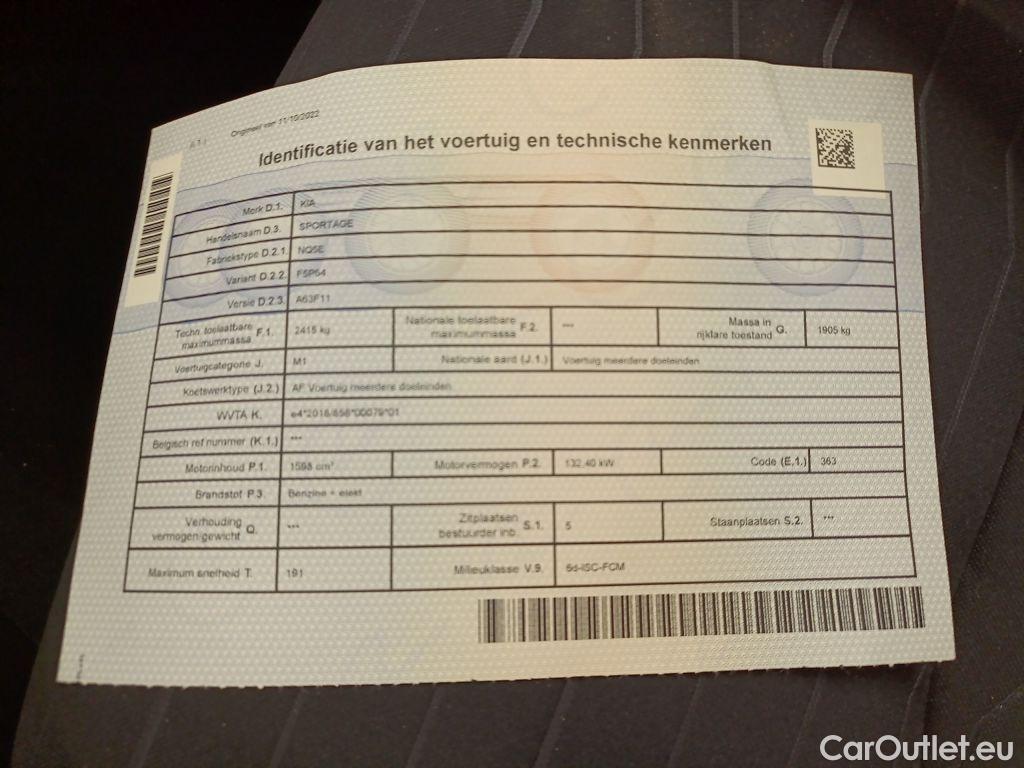 Origineel van 11/10/2022
Identificatie van het voertuig en technische kenmerken
Merk D.1. KIA
Handelsnaam D.3. SPORTAGE
Fabriekstype D.2.1. NQ5E
Variant D.2.2. F5P64
Versie D.2.3. A63F11
Techn. toelaatbare maximummassa F.1. 2415 kg Nationale toelaatbare maximummassa F.2. --- Massa in rijklare toestand G. 1905 kg
Voertuigcategorie J. M1 Nationale aard (J.1.) Voertuig meerdere doeleinden
Koetswerktype (J.2.) AF Voertuig meerdere doeleinden
WVTA K. e4*2018/858*00079*01
Belgisch ref nummer (K.1.) ---
Motorinhoud P.1. 1598 cm³ Motorvermogen P.2. 132.40 kW Code (E.1.) 363
Brandstof P.3. Benzine + elekt
Verhouding vermogen/gewicht Q. --- Zitplaatsen bestuurder inb. S.1. 5 Staanplaatsen S.2. ---
Maximum snelheid T. 191 Milieuklasse V.9. 6d-ISC-FCM
CarOutlet.eu